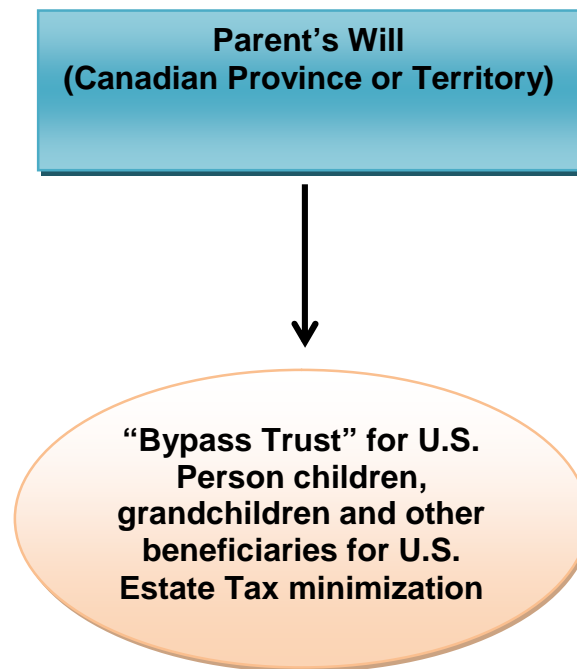 Parent’s Will
(Canadian Province or Territory)
“Bypass Trust” for U.S.
Person children,
grandchildren and other
beneficiaries for U.S.
Estate Tax minimization